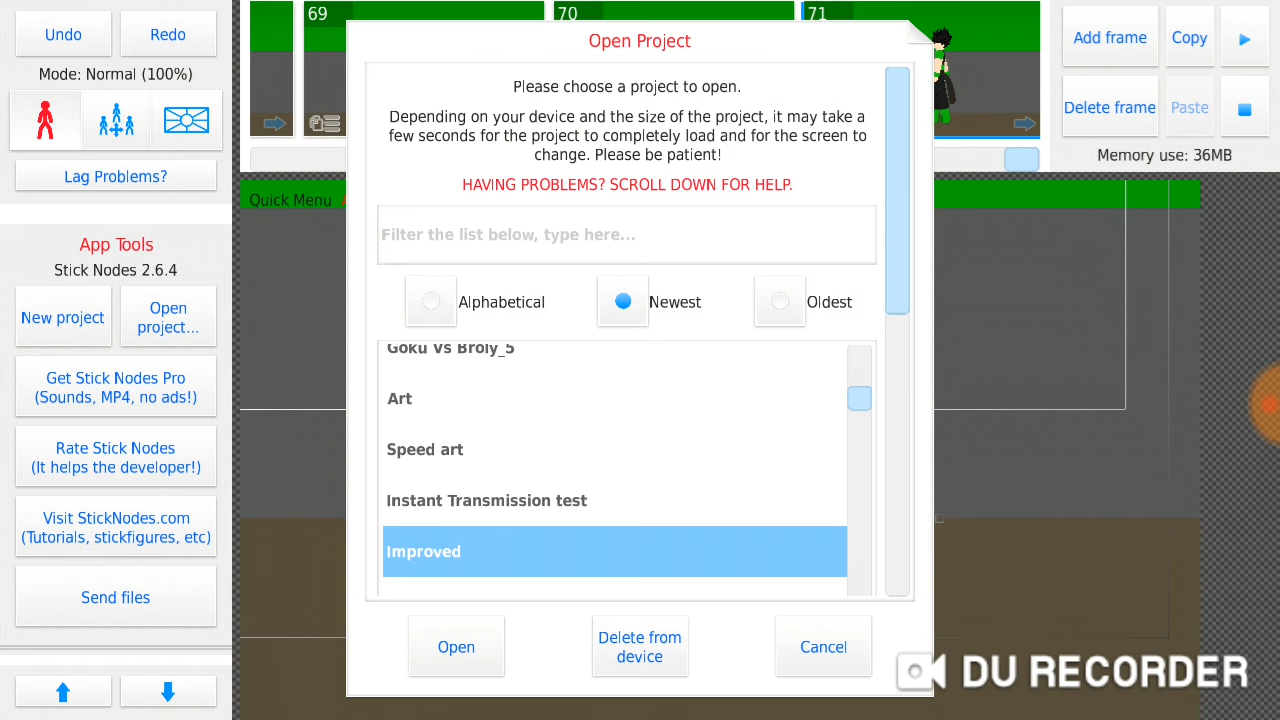 Undo
Redo
Mode: Normal (100%)
Lag Problems?
App Tools
Stick Nodes 2.6.4
New project
Open
project...
Get Stick Nodes Pro
(Sounds, MP4, no ads!)
Rate Stick Nodes
(It helps the developer!)
Visit StickNodes.com
(Tutorials, stickfigures, etc)
Send files
69
70
71
Quick Menu
Open Project
Please choose a project to open.
Depending on your device and the size of the project, it may take a
few seconds for the project to completely load and for the screen to
change. Please be patient!
HAVING PROBLEMS? SCROLL DOWN FOR HELP.
Filter the list below, type here...
Alphabetical
Newest
Oldest
Goku Vs Broly_5
Art
Speed art
Instant Transmission test
Improved
Open
Delete from
device
Cancel
Add frame
Copy
Delete frame
Paste
Memory use: 36MB
DU RECORDER